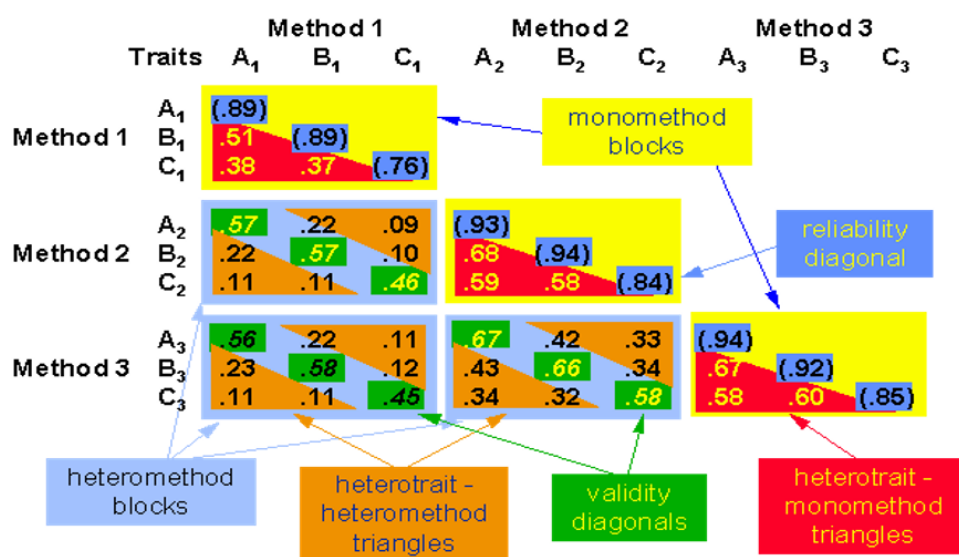 Method 1 Method 2 Method 3
Traits A₁ B₁ C₁ A₂ B₂ C₂ A₃ B₃ C₃
Method 1
A₁ (.89)
B₁ .51 (.89)
C₁ .38 .37 (.76)
monomethod
blocks
Method 2
A₂ .57 .22 .09 (.93)
B₂ .22 .57 .10 .68 (.94)
C₂ .11 .11 .46 .59 .58 (.84)
reliability
diagonal
Method 3
A₃ .56 .22 .11 .67 .42 .33 (.94)
B₃ .23 .58 .12 .43 .66 .34 .67 (.92)
C₃ .11 .11 .45 .34 .32 .58 .58 .60 (.85)
heteromethod
blocks
heterotrait –
heteromethod
triangles
validity
diagonals
heterotrait –
monomethod
triangles